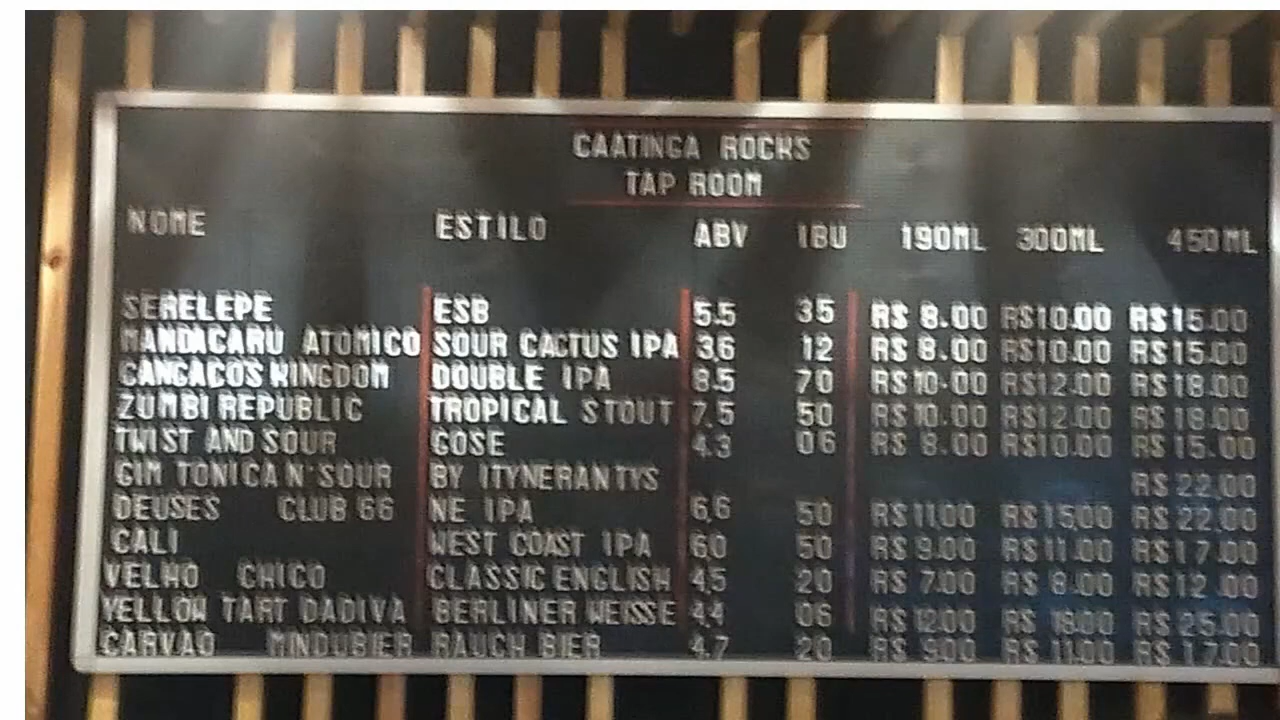 CAATINGA ROCKS
TAP ROOM
NOME ESTILO ABV IBU 190ML 300ML 450ML
SERELEPE ESB 5.5 35 R$ 8.00 R$10.00 R$15.00
MANDACARU ATOMICO SOUR CACTUS IPA 3,6 12 R$ 8.00 R$10.00 R$15.00
CANGACOS KINGDOM DOUBLE IPA 8.5 70 R$10.00 R$12.00 R$18.00
ZUMBI REPUBLIC TROPICAL STOUT 7,5 50 R$10.00 R$12.00 R$18.00
TWIST AND SOUR GOSE 4.3 06 R$ 8.00 R$10.00 R$15.00
GIM TONICA N'SOUR BY ITYNERANTYS R$ 22,00
DEUSES CLUB 66 NE IPA 6,6 50 R$11,00 R$15,00 R$22.00
CALI WEST COAST IPA 6.0 50 R$ 9.00 R$11.00 R$17.00
VELHO CHICO CLASSIC ENGLISH 4,5 20 R$ 7.00 R$ 8.00 R$12.00
YELLOW TART DADIVA BERLINER WEISSE 4,4 06 R$12.00 R$ 18.00 R$25.00
CARVAO MINDUBIER RAUCH BIER 4.7 20 R$ 9.00 R$ 11.00 R$ 17.00